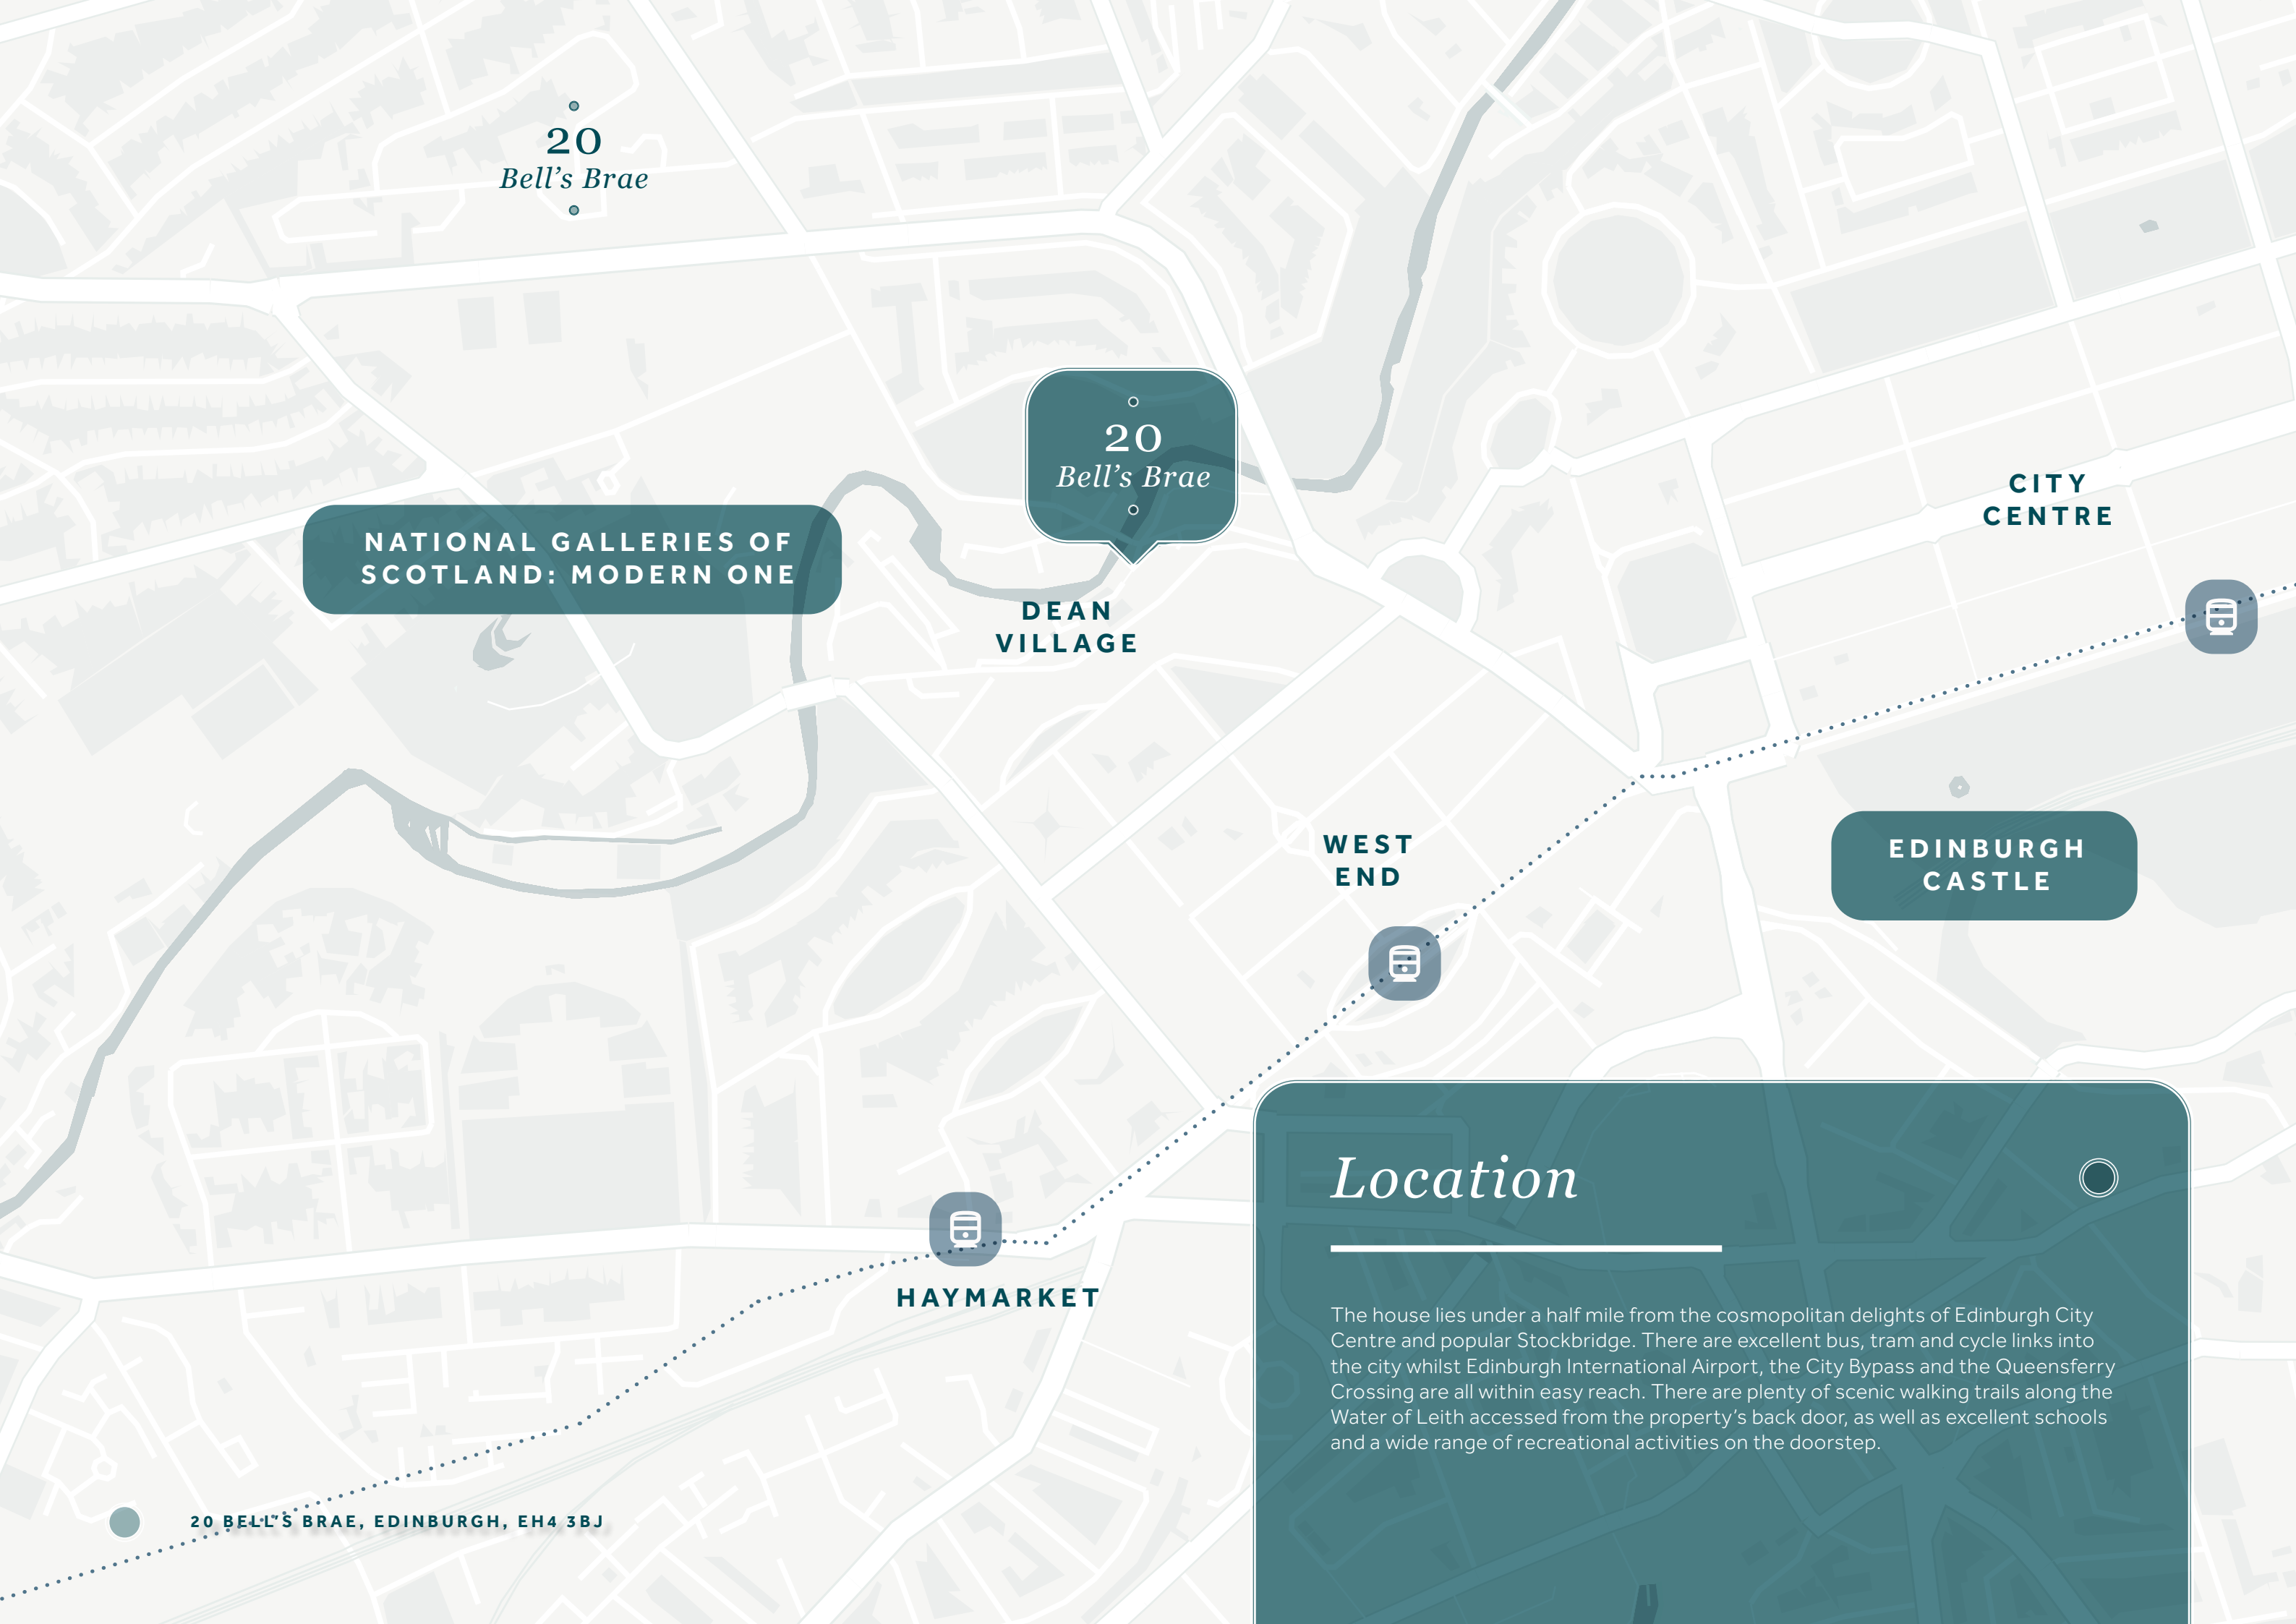 20
Bell’s Brae
20
Bell’s Brae
CITY
CENTRE
NATIONAL GALLERIES OF
SCOTLAND: MODERN ONE
DEAN
VILLAGE
WEST
END
EDINBURGH
CASTLE
HAYMARKET
Location
The house lies under a half mile from the cosmopolitan delights of Edinburgh City
Centre and popular Stockbridge. There are excellent bus, tram and cycle links into
the city whilst Edinburgh International Airport, the City Bypass and the Queensferry
Crossing are all within easy reach. There are plenty of scenic walking trails along the
Water of Leith accessed from the property’s back door, as well as excellent schools
and a wide range of recreational activities on the doorstep.
20 BELL’S BRAE, EDINBURGH, EH4 3BJ